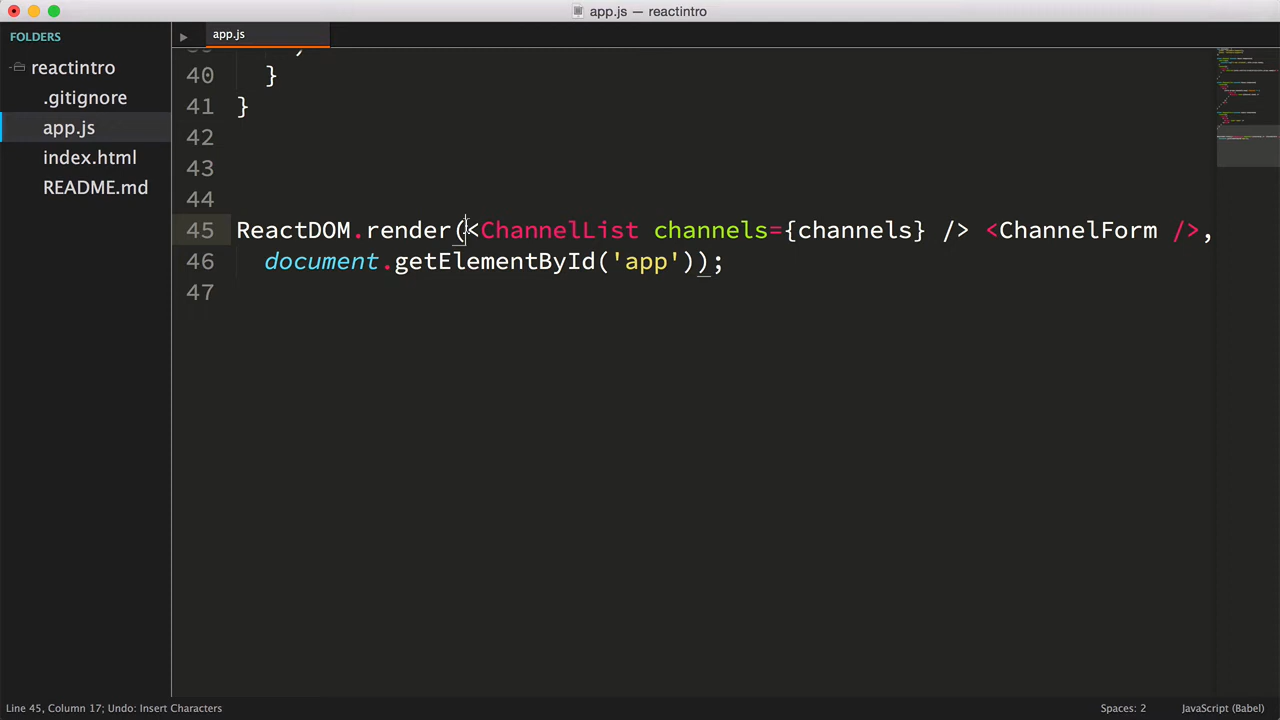 app.js — reactintro
FOLDERS
reactintro
.gitignore
app.js
index.html
README.md
app.js
40 }
41 }
42
43
44
45 ReactDOM.render(<ChannelList channels={channels} /> <ChannelForm />,
46 document.getElementById('app'));
47
Line 45, Column 17; Undo: Insert Characters
Spaces: 2
JavaScript (Babel)